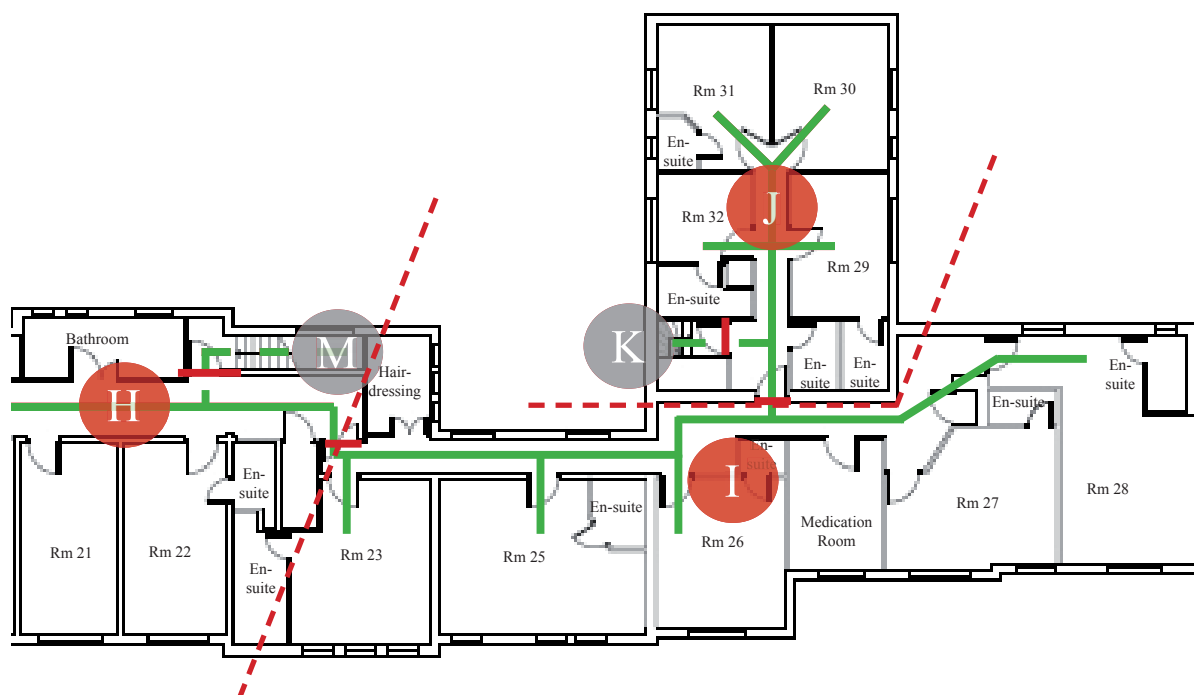 Rm 31
Rm 30
En-
suite
J
Rm 32
Rm 29
En-suite
K
En-
suite
En-
suite
Bathroom
M
Hair-
dressing
H
En-
suite
En-suite
I
En-
suite
En-
suite
En-suite
Rm 21
Rm 22
En-
suite
Rm 23
Rm 25
Rm 26
Medication
Room
Rm 27
Rm 28